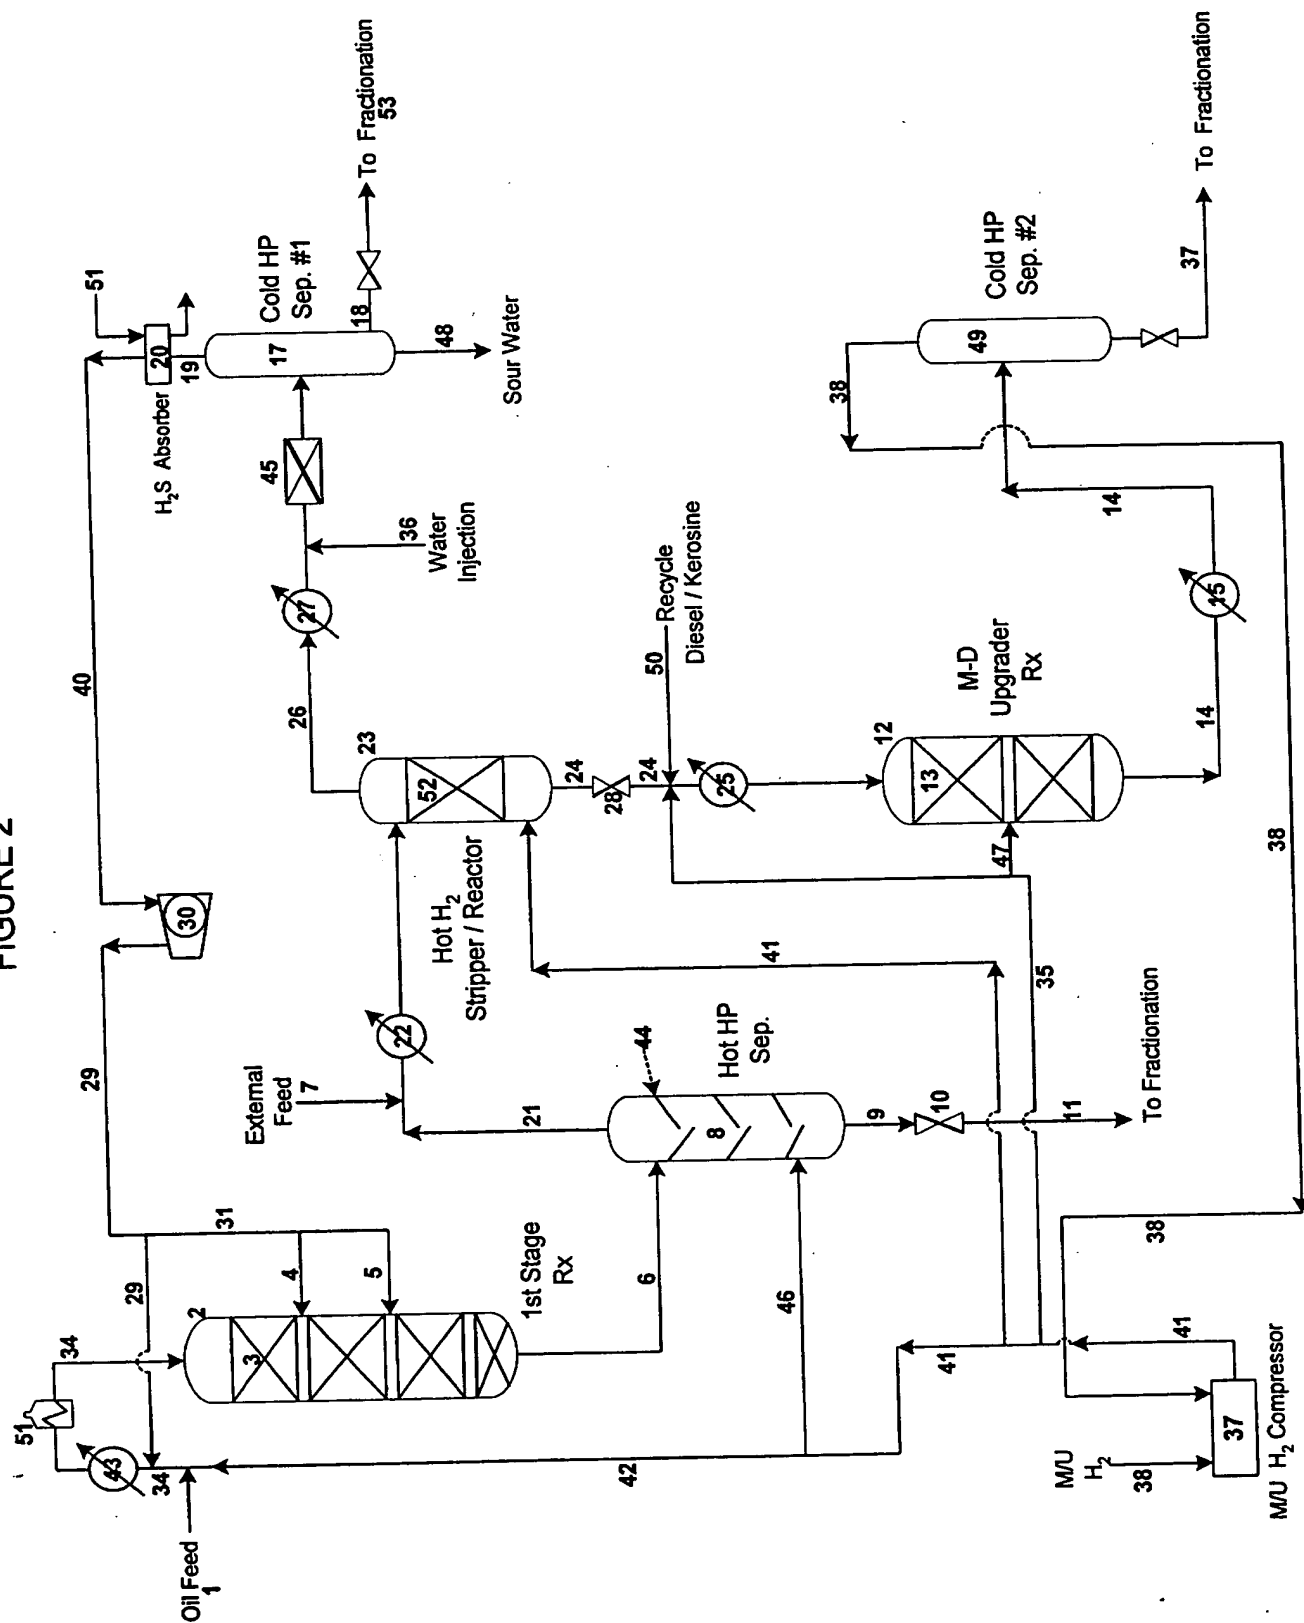 FIGURE 2
51
43
34
Oil Feed
1
34
29
2
3
4
31
5
1st Stage
Rx
29
30
40
External
Feed
7
22
21
6
46
42
44
8
Hot HP
Sep.
9
10
11
To Fractionation
Hot H₂
Stripper / Reactor
23
52
24
28
24
26
27
36
Water
Injection
45
H₂S Absorber
20
51
19
17
Cold HP
Sep. #1
18
To Fractionation
53
48
Sour Water
50
Recycle
Diesel / Kerosine
25
12
13
M-D
Upgrader
Rx
47
41
35
14
15
14
38
49
Cold HP
Sep. #2
37
To Fractionation
38
38
41
41
M/U
H₂
38
37
M/U H₂ Compressor